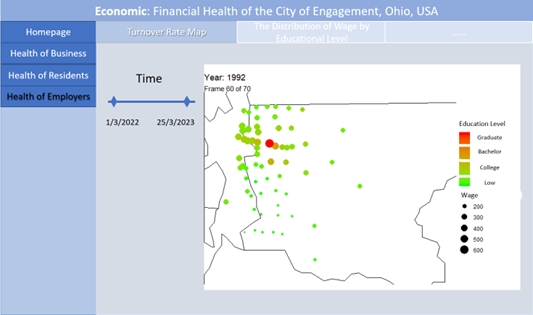 Economic: Financial Health of the City of Engagement, Ohio, USA
Homepage
Turnover Rate Map
The Distribution of Wage by
Educational Level
......
Health of Business
Health of Residents
Health of Employers
Time
1/3/2022
25/3/2023
Year: 1992
Frame 60 of 70
Education Level
Graduate
Bachelor
College
Low
Wage
200
300
400
500
600